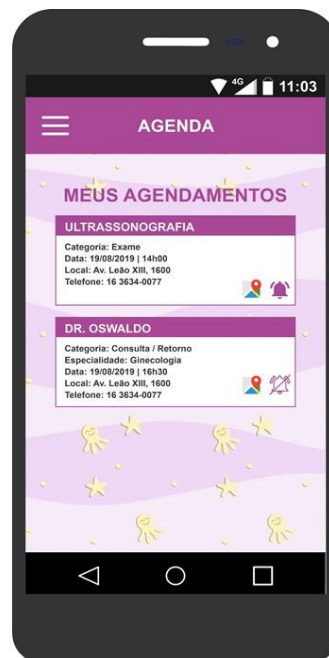 4G 11:03
AGENDA
MEUS AGENDAMENTOS
ULTRASSONOGRAFIA
Categoria: Exame
Data: 19/08/2019 | 14h00
Local: Av. Leão XIII, 1600
Telefone: 16 3634-0077
DR. OSWALDO
Categoria: Consulta / Retorno
Especialidade: Ginecologia
Data: 19/08/2019 | 16h30
Local: Av. Leão XIII, 1600
Telefone: 16 3634-0077